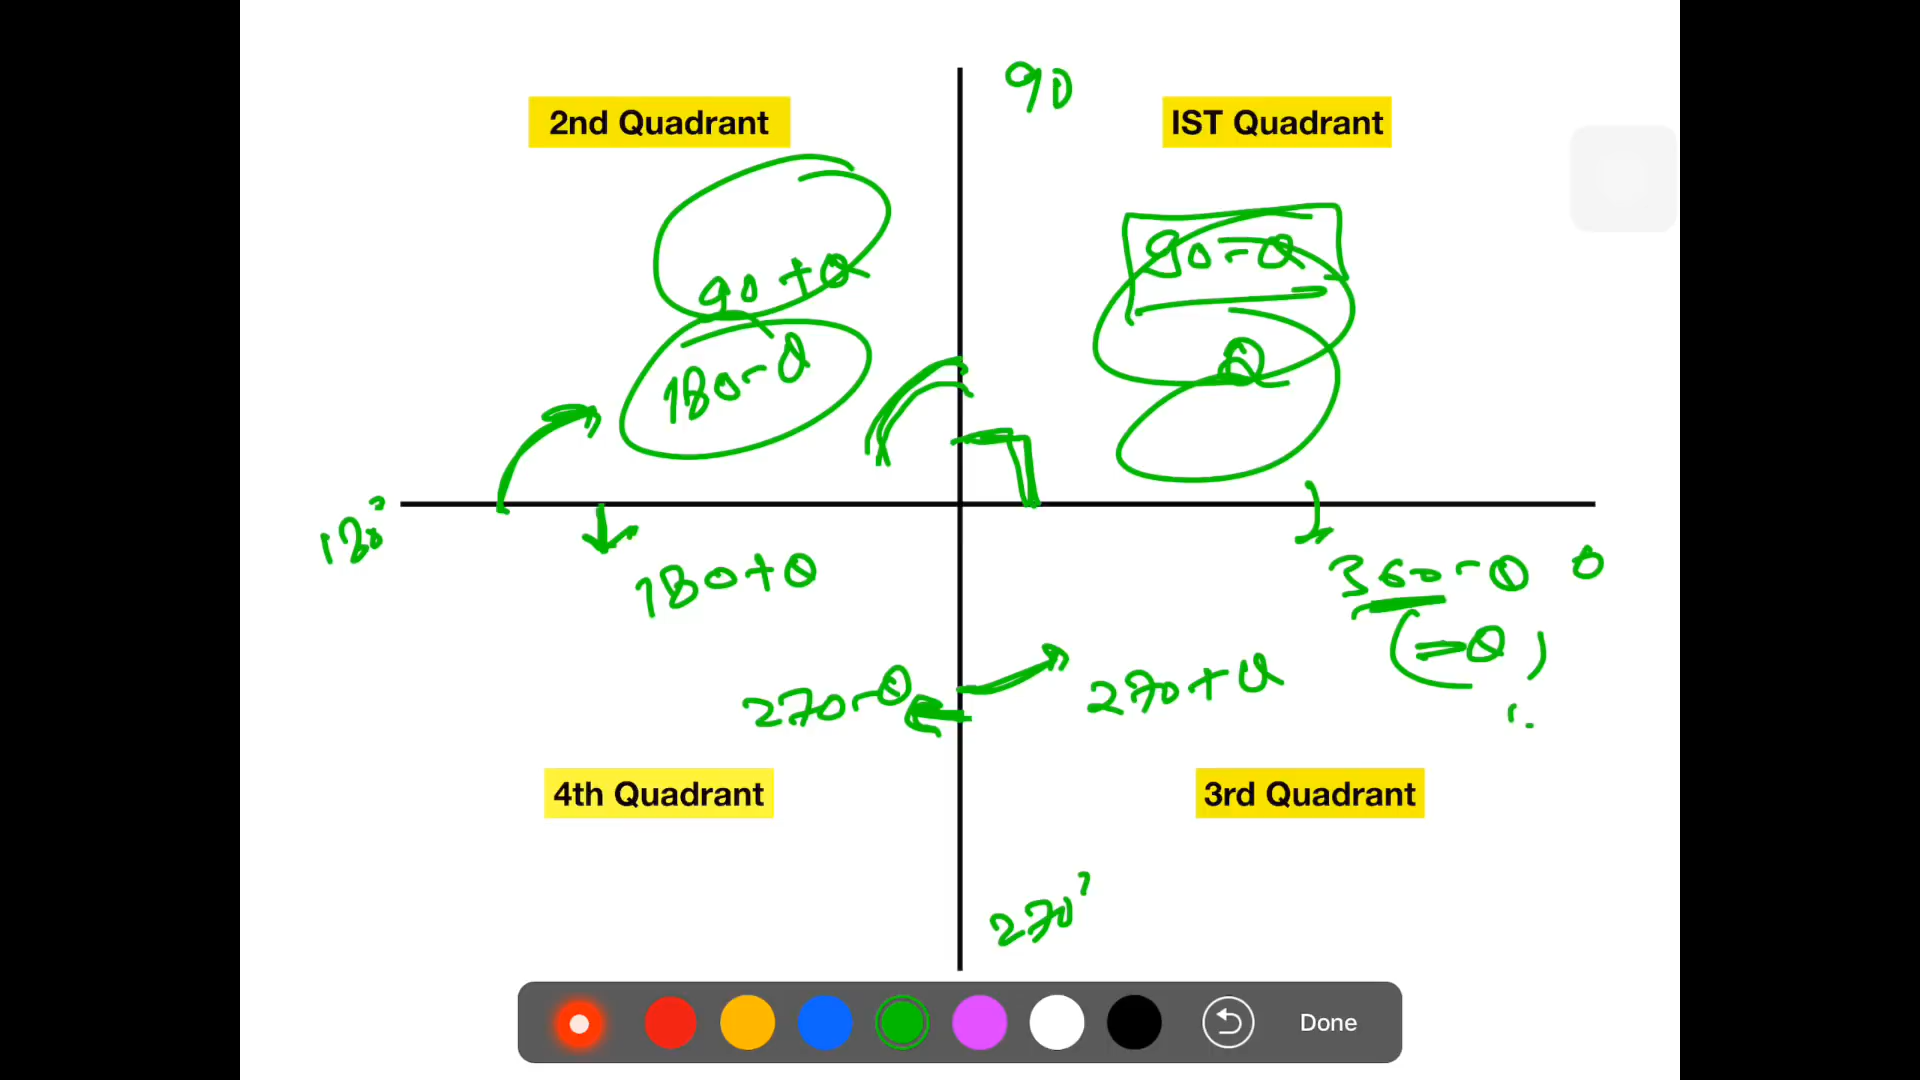 90
2nd Quadrant
IST Quadrant
90-θ
90+θ
θ
180-θ
180°
180+θ
360-θ
0
(-θ)
270-θ
270+θ
4th Quadrant
3rd Quadrant
270°
Done